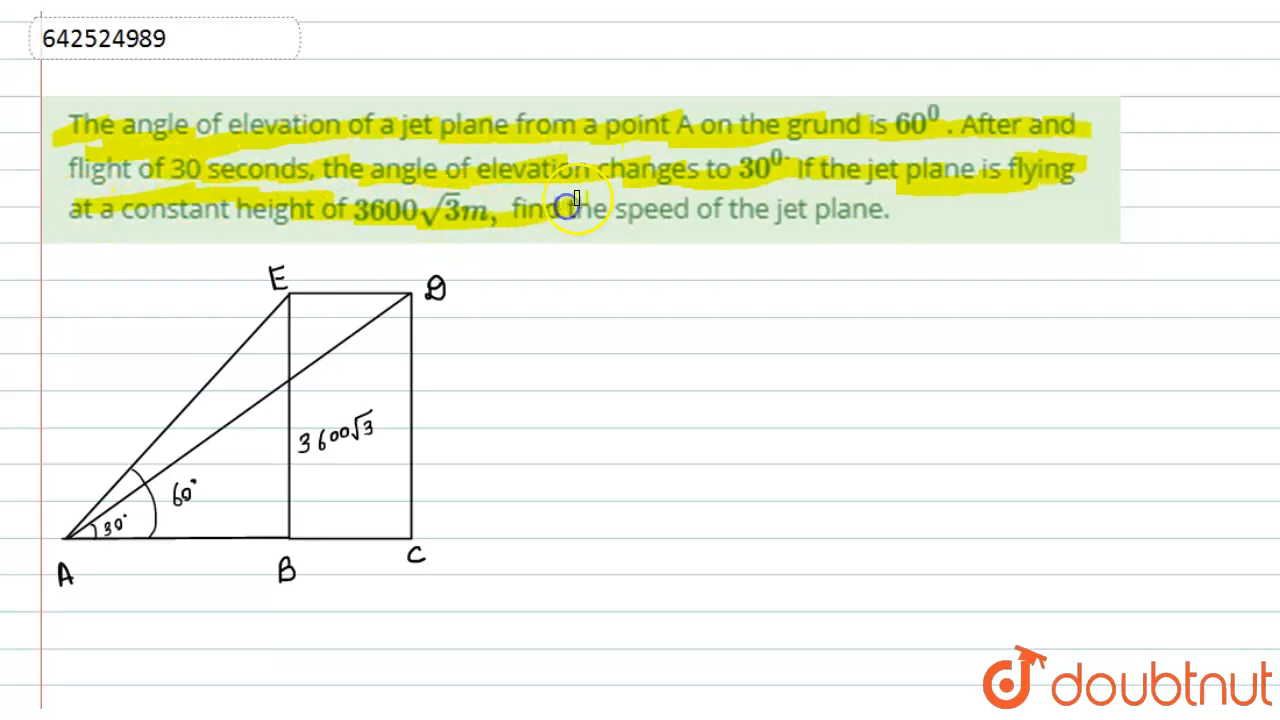 642524989
The angle of elevation of a jet plane from a point A on the grund is 60⁰ . After and
flight of 30 seconds, the angle of elevation changes to 30⁰. If the jet plane is flying
at a constant height of 3600√3m, find the speed of the jet plane.
E
D
3600√3
60°
30°
A
B
C
doubtnut